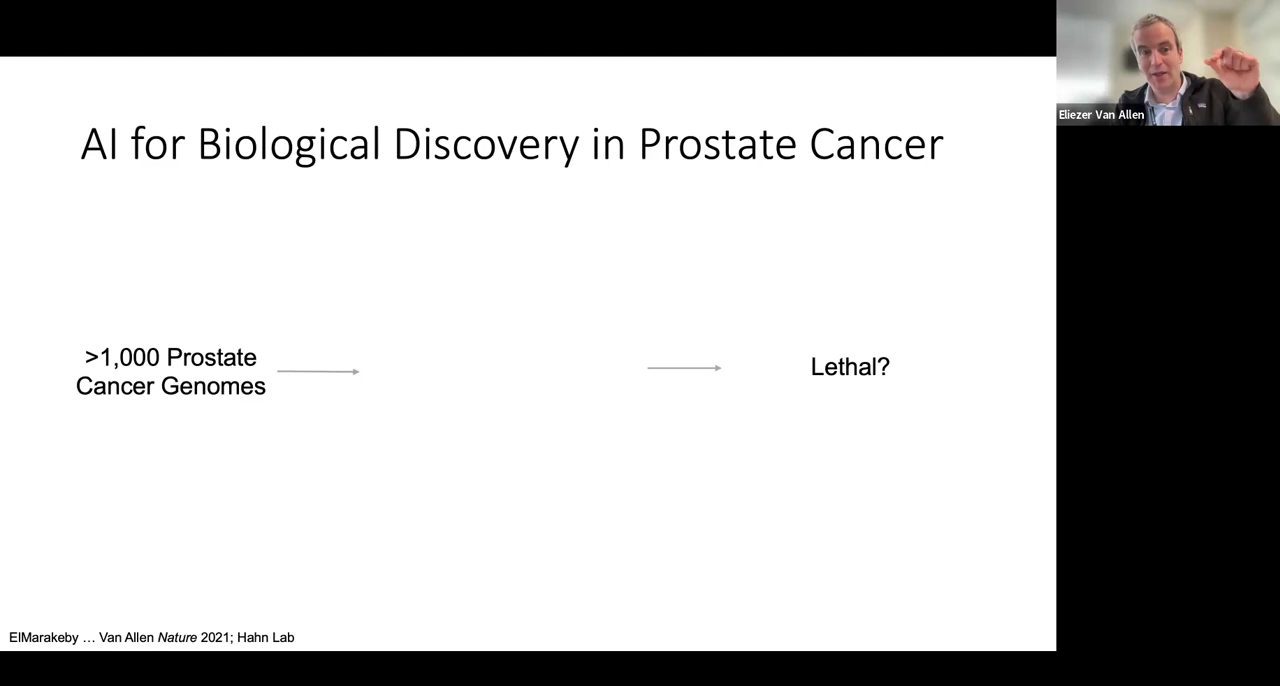 AI for Biological Discovery in Prostate Cancer
>1,000 Prostate
Cancer Genomes
Lethal?
ElMarakeby … Van Allen Nature 2021; Hahn Lab
Eliezer Van Allen